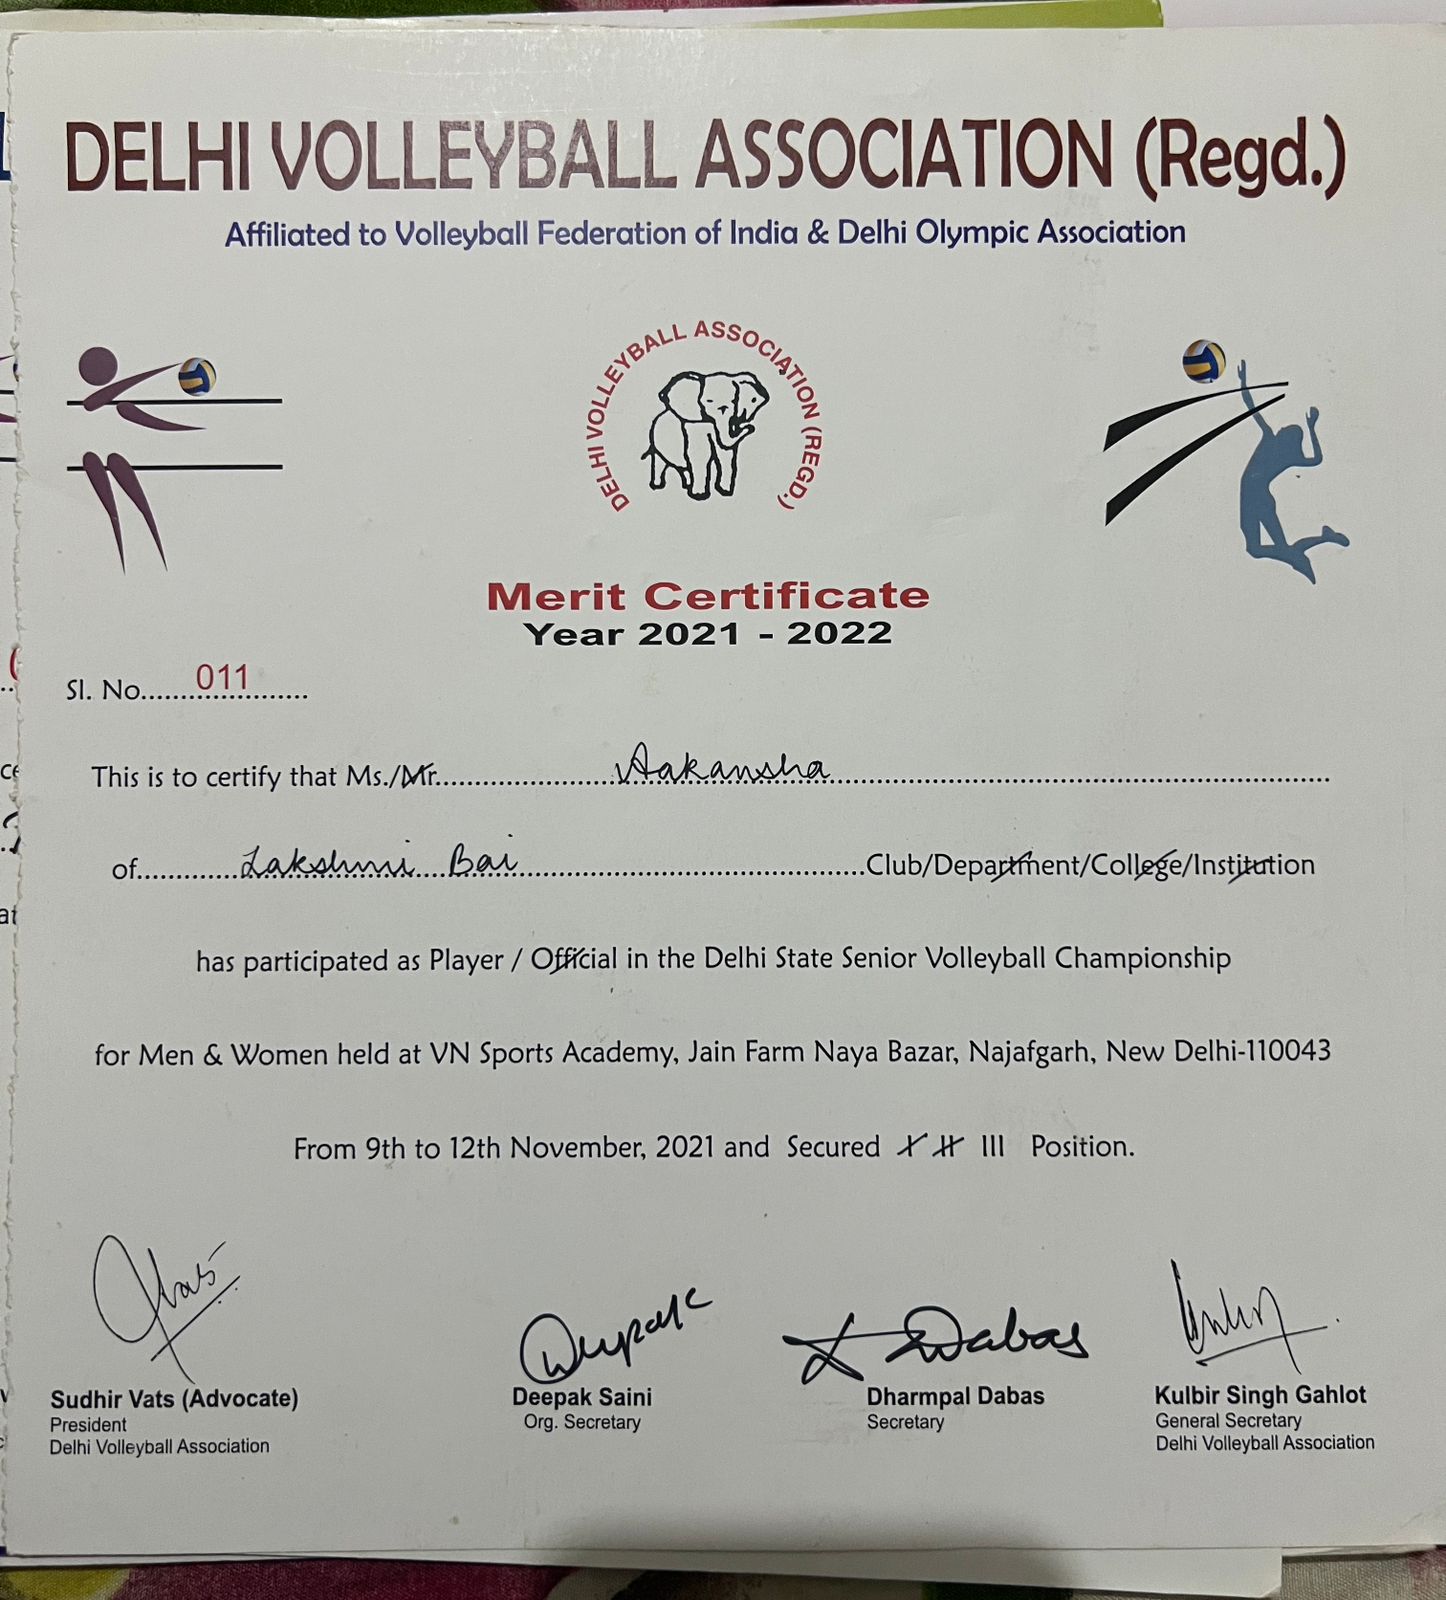 DELHI VOLLEYBALL ASSOCIATION (Regd.)
Affiliated to Volleyball Federation of India & Delhi Olympic Association
DELHI VOLLEYBALL ASSOCIATION (REGD.)
Merit Certificate
Year 2021 - 2022
Sl. No......011......
This is to certify that Ms./Mr. Aakansha
of Lakshmi Bai Club/Department/College/Institution
has participated as Player / Official in the Delhi State Senior Volleyball Championship
for Men & Women held at VN Sports Academy, Jain Farm Naya Bazar, Najafgarh, New Delhi-110043
From 9th to 12th November, 2021 and Secured I II III Position.
Vats Deepak Dabas
Sudhir Vats (Advocate) Deepak Saini Dharmpal Dabas Kulbir Singh Gahlot
President Org. Secretary Secretary General Secretary
Delhi Volleyball Association Delhi Volleyball Association